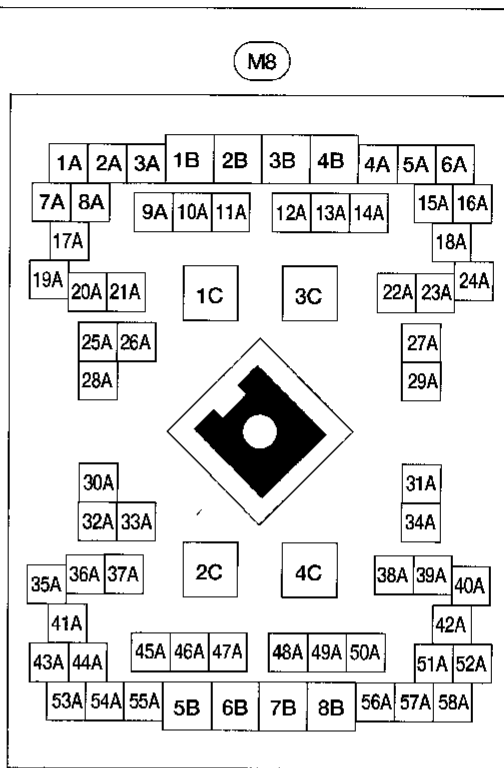 M8
1A 2A 3A 1B 2B 3B 4B 4A 5A 6A
7A 8A 9A 10A 11A 12A 13A 14A 15A 16A
17A 18A
19A 20A 21A 1C 3C 22A 23A 24A
25A 26A 27A
28A 29A
30A 31A
32A 33A 34A
35A 36A 37A 2C 4C 38A 39A 40A
41A 42A
43A 44A 45A 46A 47A 48A 49A 50A 51A 52A
53A 54A 55A 5B 6B 7B 8B 56A 57A 58A